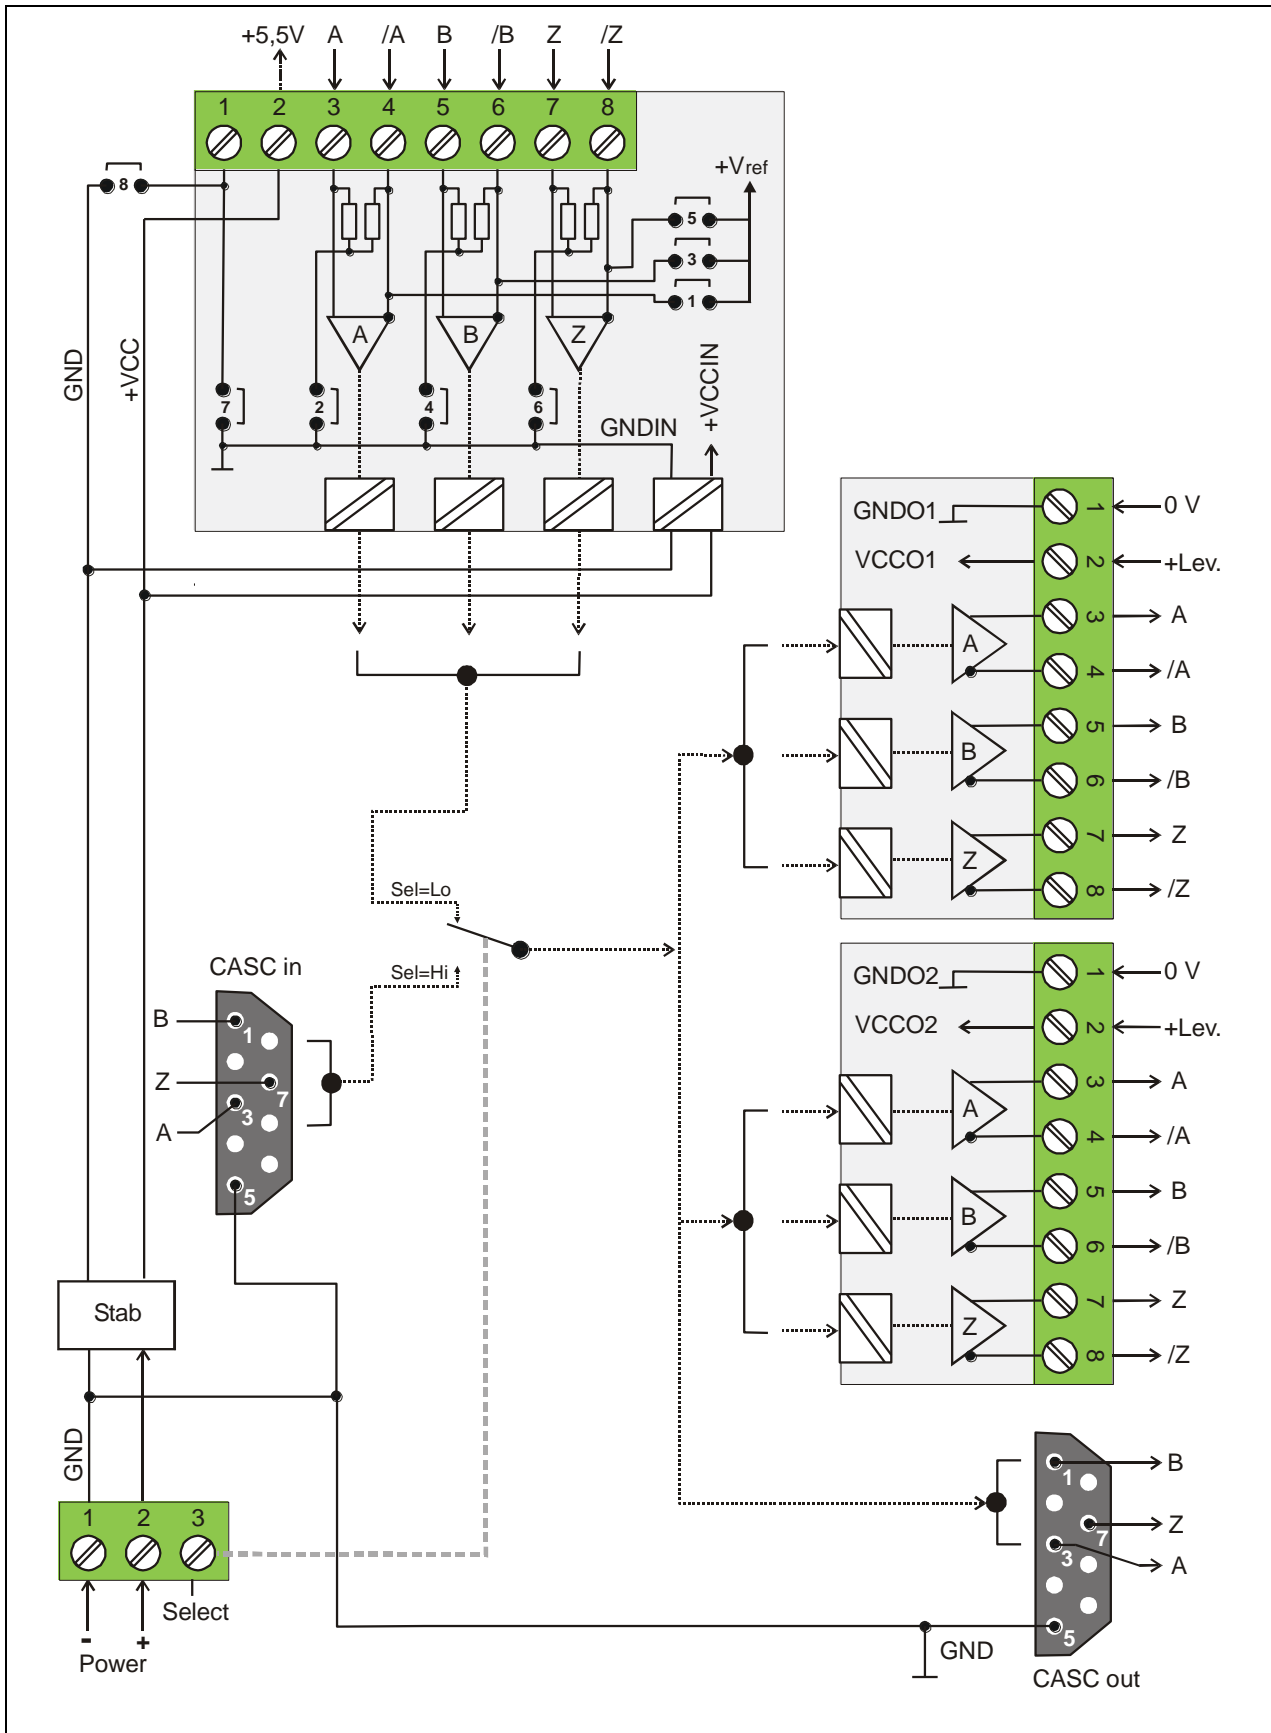 +5,5V A /A B /B Z /Z
1 2 3 4 5 6 7 8
8
+Vref
5
3
1
A B Z
GND
+VCC
+VCCIN
7 2 4 6
GNDIN
GNDO1 1 0 V
VCCO1 2 +Lev.
3 A
A
4 /A
5 B
B
6 /B
7 Z
Z
8 /Z
Sel=Lo
Sel=Hi
CASC in
B 1
Z 7
A 3
5
GNDO2 1 0 V
VCCO2 2 +Lev.
3 A
A
4 /A
5 B
B
6 /B
7 Z
Z
8 /Z
Stab
GND
1 2 3
Select
- +
Power
1 B
7 Z
3 A
5
GND
CASC out